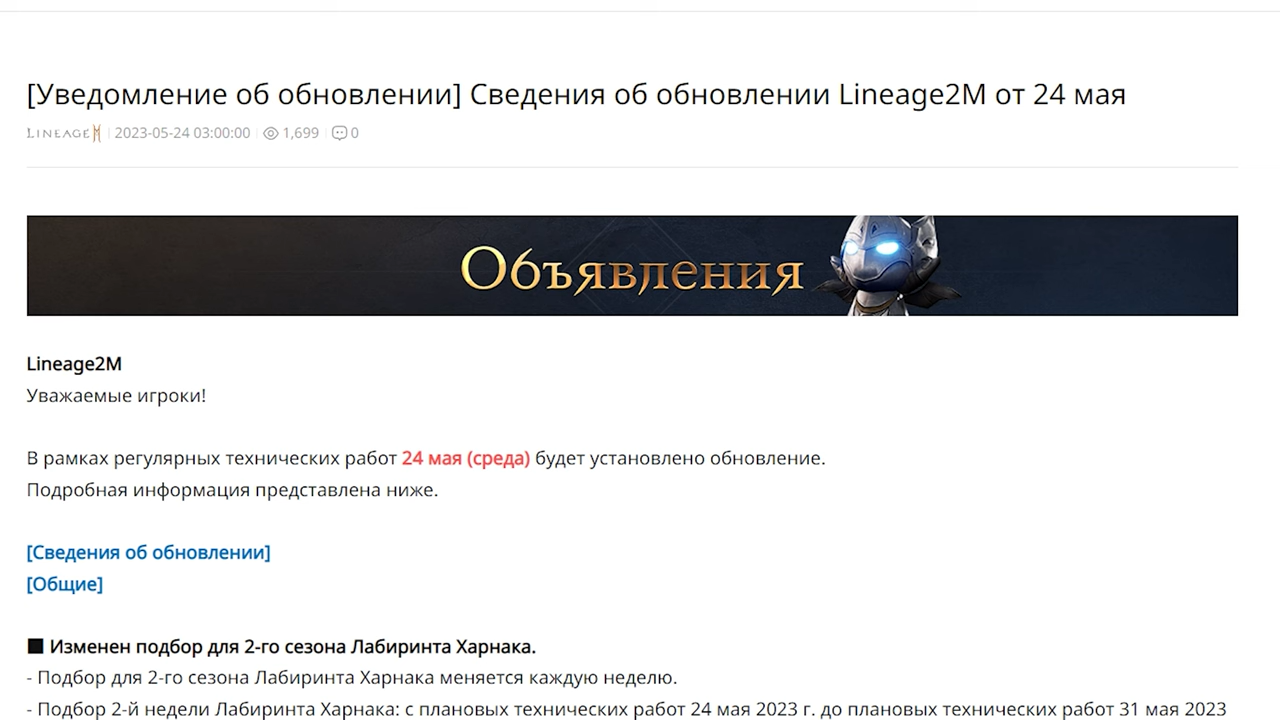 [Уведомление об обновлении] Сведения об обновлении Lineage2M от 24 мая
LINEAGE M 2023-05-24 03:00:00 1,699 0
Объявления
Lineage2M
Уважаемые игроки!
В рамках регулярных технических работ 24 мая (среда) будет установлено обновление.
Подробная информация представлена ниже.
[Сведения об обновлении]
[Общие]
■ Изменен подбор для 2-го сезона Лабиринта Харнака.
- Подбор для 2-го сезона Лабиринта Харнака меняется каждую неделю.
- Подбор 2-й недели Лабиринта Харнака: с плановых технических работ 24 мая 2023 г. до плановых технических работ 31 мая 2023